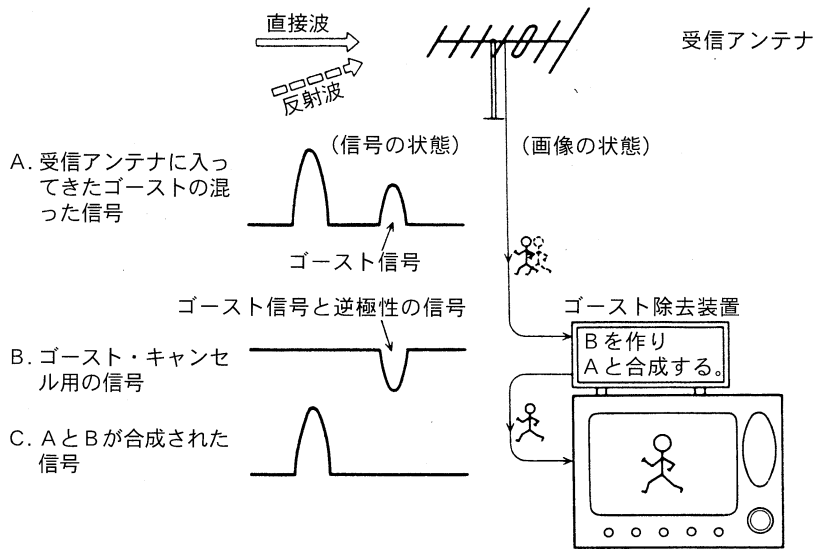 直接波
受信アンテナ
反射波
(信号の状態)
(画像の状態)
A. 受信アンテナに入っ
てきたゴーストの混
った信号
ゴースト信号
ゴースト信号と逆極性の信号
ゴースト除去装置
Bを作り
Aと合成する。
B. ゴースト・キャンセ
ル用の信号
C. AとBが合成された
信号